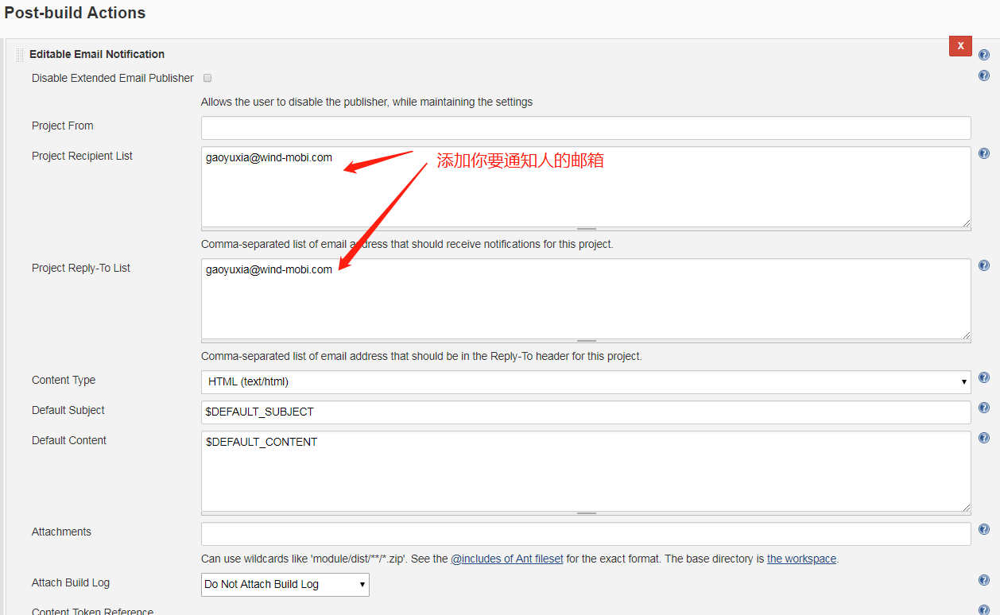 Post-build Actions
X
Editable Email Notification
Disable Extended Email Publisher
Allows the user to disable the publisher, while maintaining the settings
Project From
Project Recipient List
gaoyuxia@wind-mobi.com
添加你要通知人的邮箱
Comma-separated list of email address that should receive notifications for this project.
Project Reply-To List
gaoyuxia@wind-mobi.com
Comma-separated list of email address that should be in the Reply-To header for this project.
Content Type
HTML (text/html)
Default Subject
$DEFAULT_SUBJECT
Default Content
$DEFAULT_CONTENT
Attachments
Can use wildcards like 'module/dist/**/*.zip'. See the @includes of Ant fileset for the exact format. The base directory is the workspace.
Attach Build Log
Do Not Attach Build Log
Content Token Reference